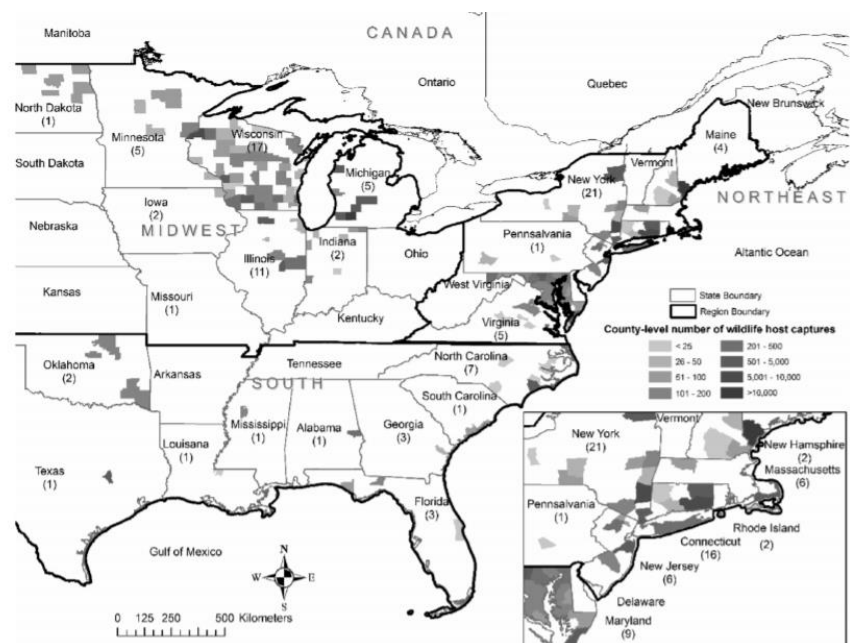 Manitoba
CANADA
Ontario
Quebec
New Brunswick
North Dakota
(1)
Minnesota
(5)
Wisconsin
(17)
Michigan
(5)
Maine
(4)
Vermont
New York
(21)
NORTHEAST
South Dakota
Iowa
(2)
MIDWEST
Nebraska
Illinois
(11)
Indiana
(2)
Ohio
Pennsalvania
(1)
Altantic Ocean
West Virginia
Kansas
Missouri
(1)
Kentucky
Virginia
(5)
State Boundary
Region Boundary
County-level number of wildlife host captures
< 25
26 - 50
51 - 100
101 - 200
201 - 500
501 - 5,000
5,001 - 10,000
>10,000
Oklahoma
(2)
Arkansas
Tennessee
North Carolina
(7)
SOUTH
South Carolina
(1)
Mississippi
(1)
Alabama
(1)
Georgia
(3)
Louisana
(1)
Texas
(1)
Florida
(3)
Gulf of Mexico
N
W
E
S
0 125 250 500 Kilometers
Vermont
New York
(21)
New Hamsphire
(2)
Massachusetts
(6)
Pennsalvania
(1)
Rhode Island
(2)
Connecticut
(16)
New Jersey
(6)
Delaware
Maryland
(9)